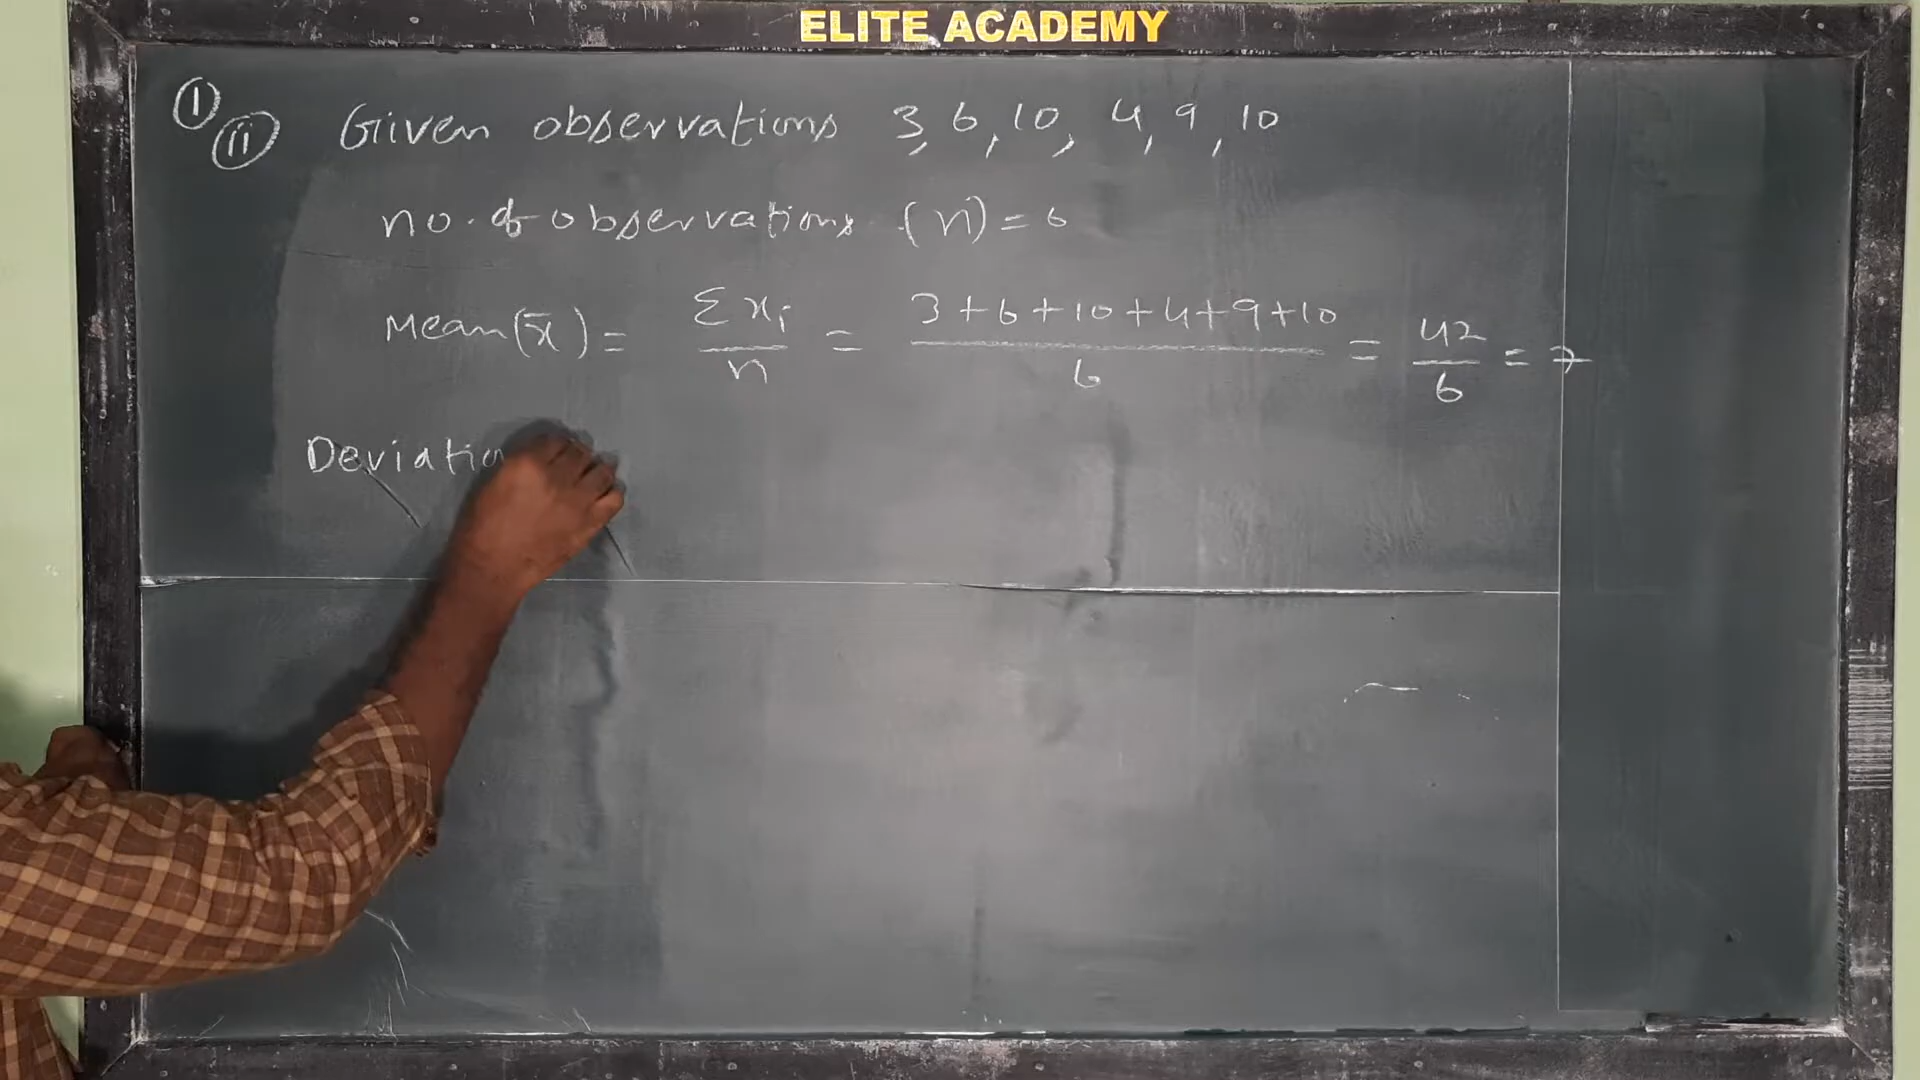 ELITE ACADEMY
① ⓘⓘ Given observations 3, 6, 10, 4, 9, 10
no. of observations (n) = 6
Mean(x̄) = Σxᵢ/n = 3+6+10+4+9+10/6 = 42/6 = 7
Deviatio